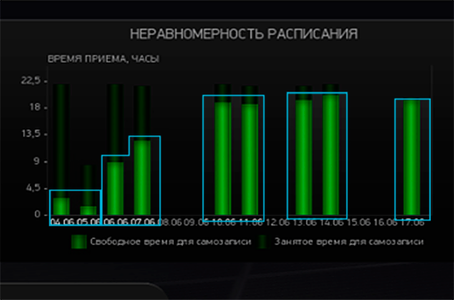 НЕРАВНОМЕРНОСТЬ РАСПИСАНИЯ
ВРЕМЯ ПРИЕМА, ЧАСЫ
22,5
18
13,5
9
4,5
0
04.06 05.06 06.06 07.06 08.06 09.06 10.06 11.06 12.06 13.06 14.06 15.06 16.06 17.06
Свободное время для самозаписи Занятое время для самозаписи